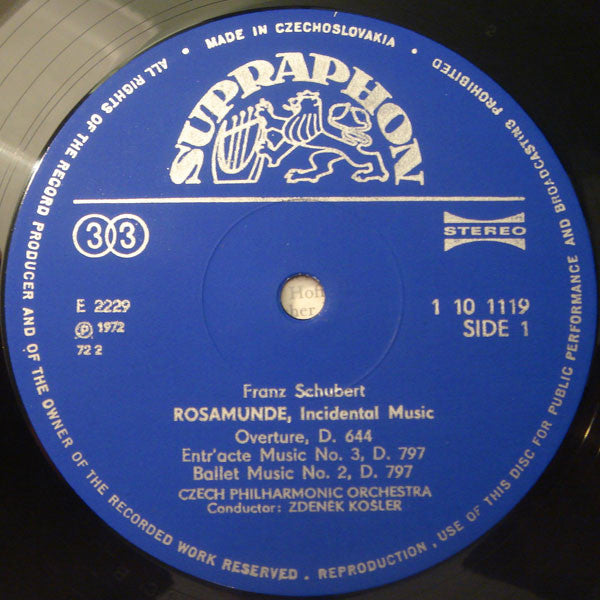 ALL RIGHTS OF THE RECORD PRODUCER AND OF THE OWNER OF THE RECORDED WORK RESERVED . REPRODUCTION , USE OF THIS DISC FOR PUBLIC PERFORMANCE AND BROADCASTING PROHIBITED
• MADE IN CZECHOSLOVAKIA •
SUPRAPHON
33
STEREO
E 2229
1 10 1119
℗ 1972
SIDE 1
72 2
Hof
her
Franz Schubert
ROSAMUNDE, Incidental Music
Overture, D. 644
Entr'acte Music No. 3, D. 797
Ballet Music No. 2, D. 797
CZECH PHILHARMONIC ORCHESTRA
Conductor: ZDENĚK KOŠLER